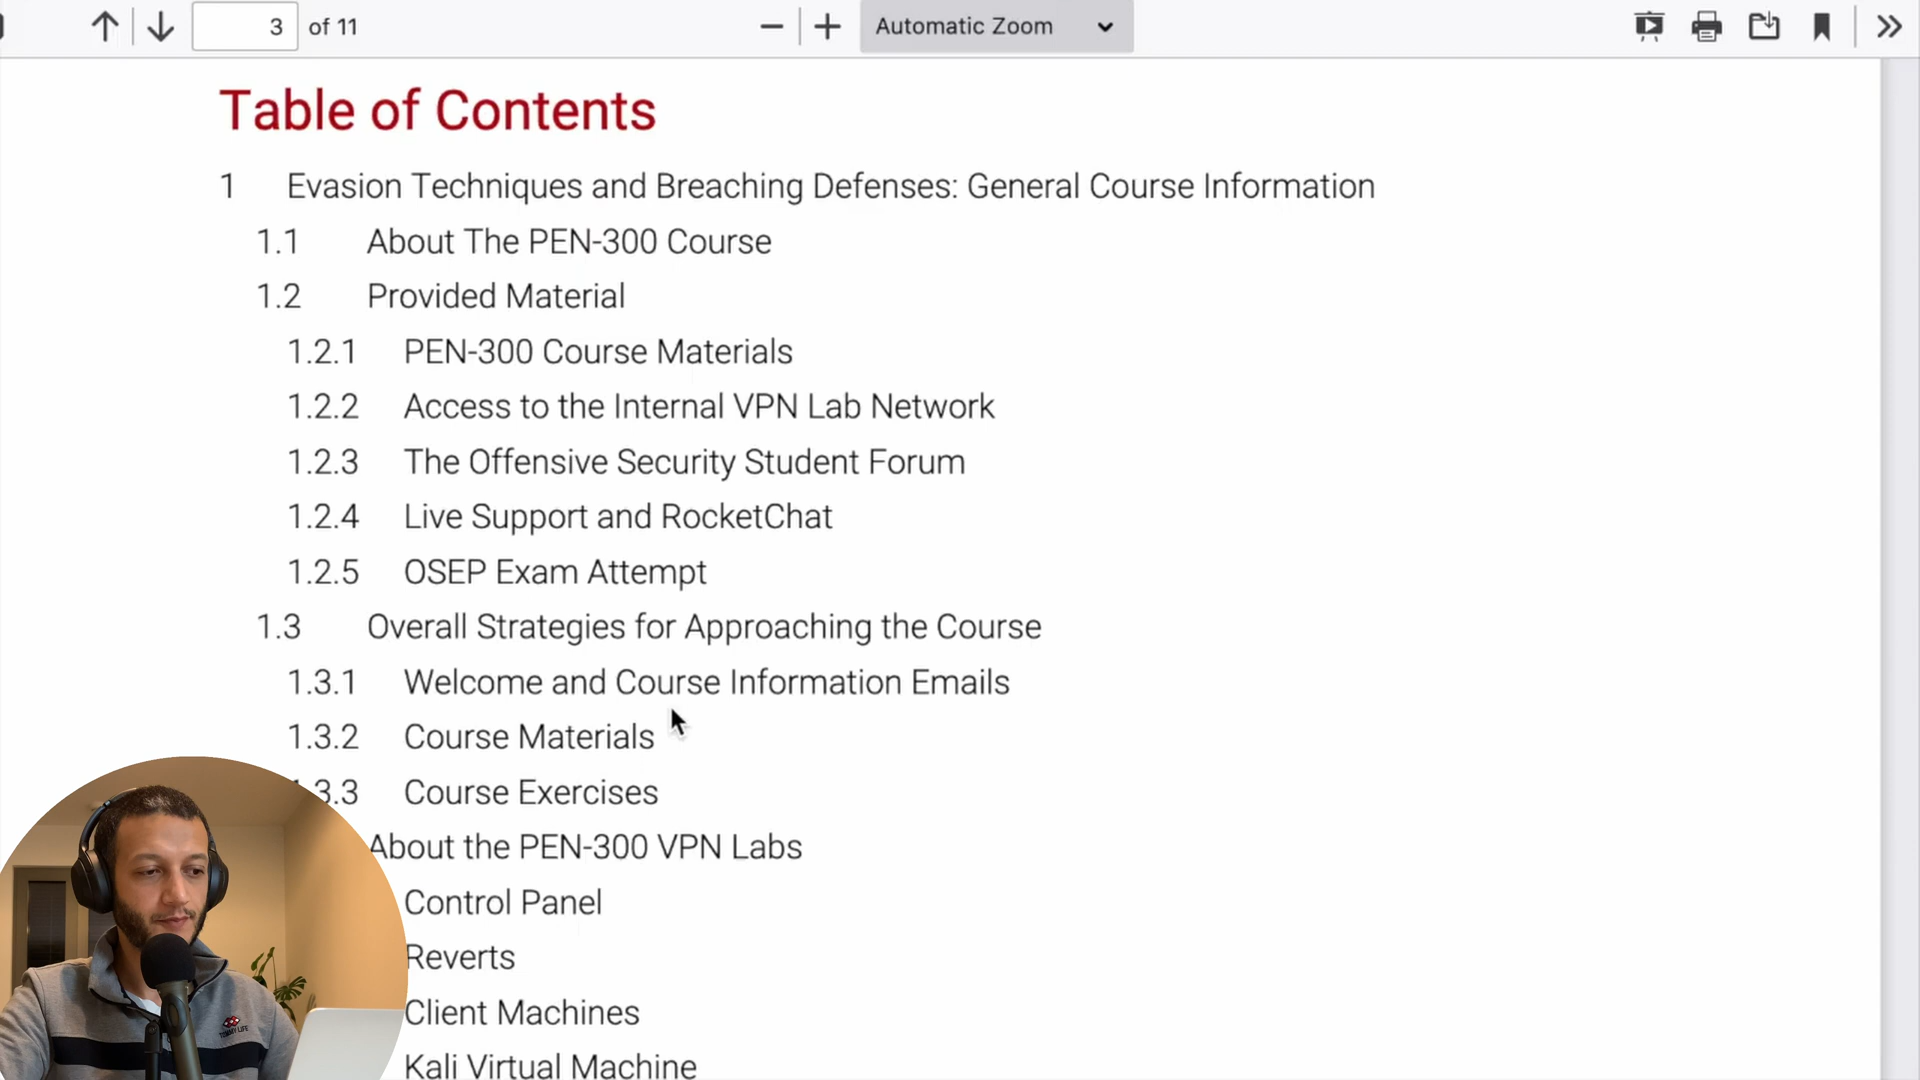 3 of 11
Automatic Zoom
Table of Contents
1 Evasion Techniques and Breaching Defenses: General Course Information
1.1 About The PEN-300 Course
1.2 Provided Material
1.2.1 PEN-300 Course Materials
1.2.2 Access to the Internal VPN Lab Network
1.2.3 The Offensive Security Student Forum
1.2.4 Live Support and RocketChat
1.2.5 OSEP Exam Attempt
1.3 Overall Strategies for Approaching the Course
1.3.1 Welcome and Course Information Emails
1.3.2 Course Materials
.3.3 Course Exercises
About the PEN-300 VPN Labs
Control Panel
Reverts
Client Machines
Kali Virtual Machine